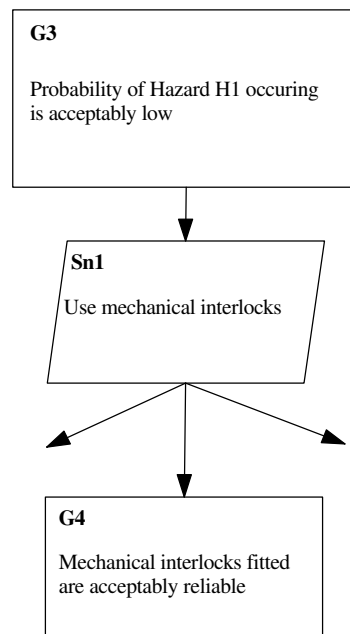 G3
Probability of Hazard H1 occuring
is acceptably low
Sn1
Use mechanical interlocks
G4
Mechanical interlocks fitted
are acceptably reliable